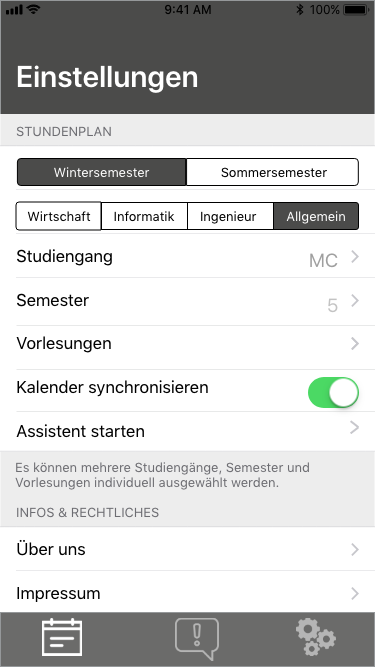 9:41 AM 100%
Einstellungen
STUNDENPLAN
Wintersemester Sommersemester
Wirtschaft Informatik Ingenieur Allgemein
Studiengang MC
Semester 5
Vorlesungen
Kalender synchronisieren
Assistent starten
Es können mehrere Studiengänge, Semester und
Vorlesungen individuell ausgewählt werden.
INFOS & RECHTLICHES
Über uns
Impressum